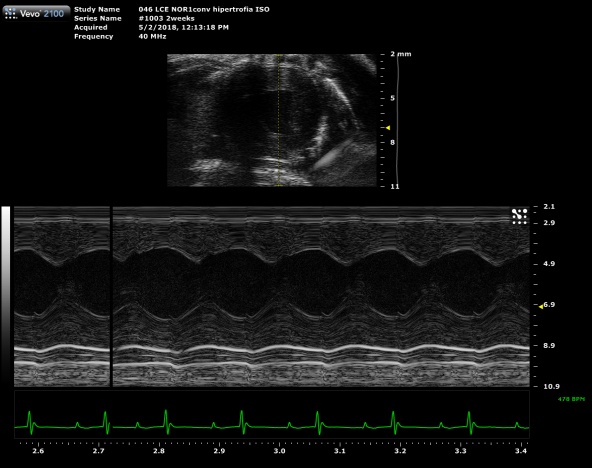 Vevo 2100
Study Name 046 LCE NOR1conv hipertrofia ISO
Series Name #1003 2weeks
Acquired 5/2/2018, 12:13:18 PM
Frequency 40 MHz
2 mm
5
8
11
2.1
2.9
4.9
6.9
8.9
10.9
478 BPM
2.6 2.7 2.8 2.9 3.0 3.1 3.2 3.3 3.4